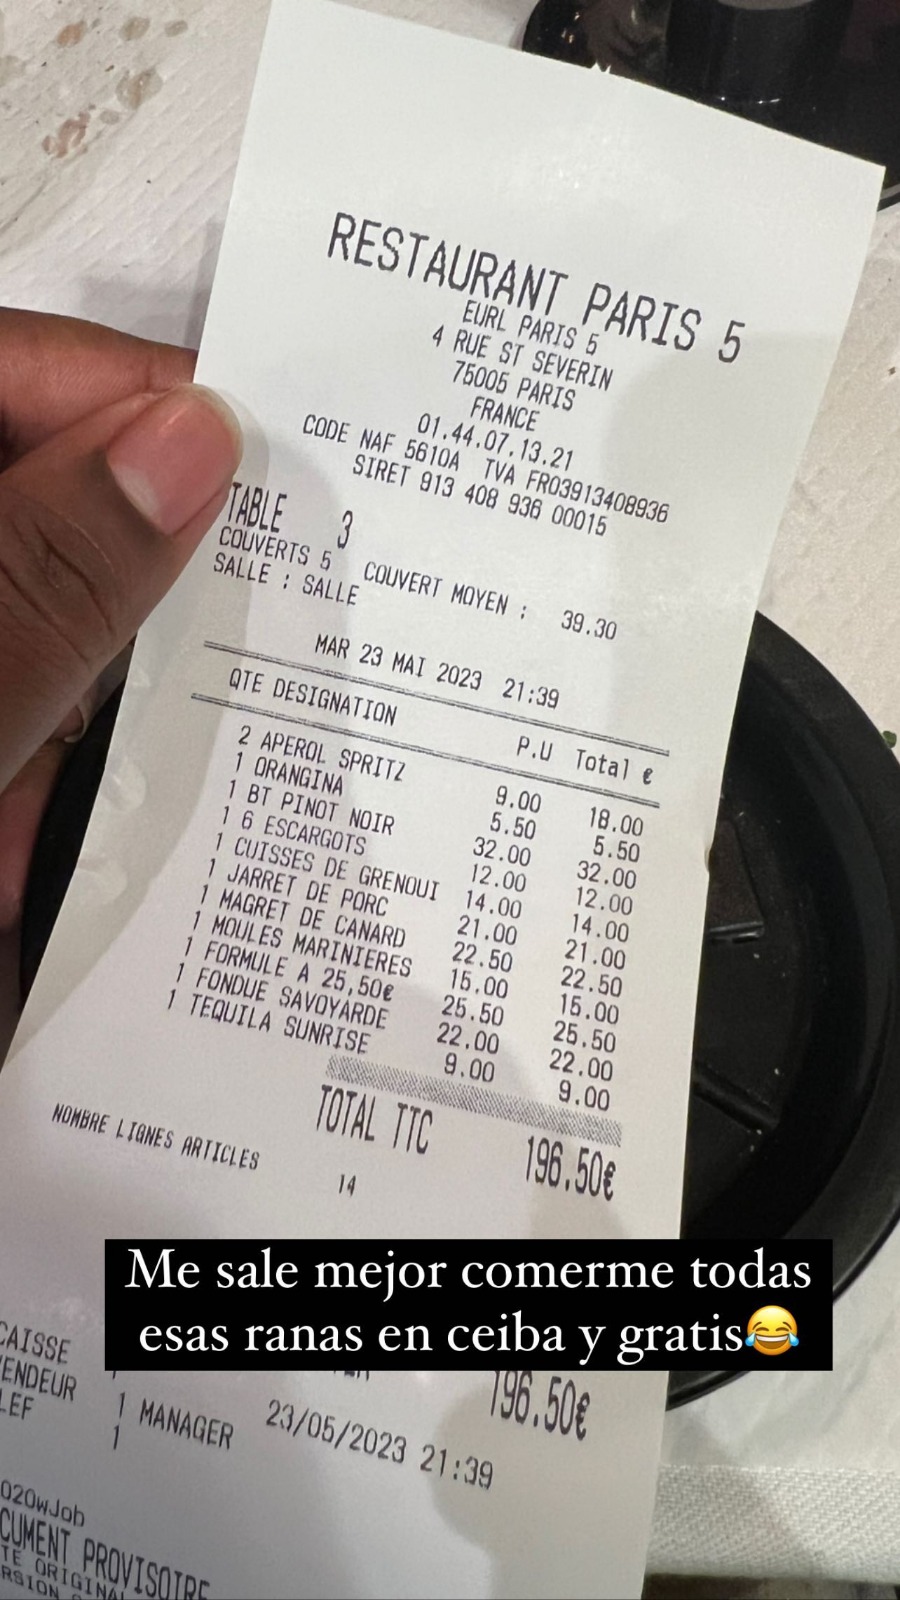 RESTAURANT PARIS 5
EURL PARIS 5
4 RUE ST SEVERIN
75005 PARIS
FRANCE
01.44.07.13.21
CODE NAF 5610A TVA FR03913408936
SIRET 913 408 936 00015
TABLE 3
COUVERTS 5 COUVERT MOYEN : 39.30
SALLE : SALLE
MAR 23 MAI 2023 21:39
QTE DESIGNATION P.U Total €
2 APEROL SPRITZ 9.00 18.00
1 ORANGINA 5.50 5.50
1 BT PINOT NOIR 32.00 32.00
1 6 ESCARGOTS 12.00 12.00
1 CUISSES DE GRENOUI 14.00 14.00
1 JARRET DE PORC 21.00 21.00
1 MAGRET DE CANARD 22.50 22.50
1 MOULES MARINIERES 15.00 15.00
1 FORMULE A 25,50€ 25.50 25.50
1 FONDUE SAVOYARDE 22.00 22.00
1 TEQUILA SUNRISE 9.00 9.00
TOTAL TTC 196.50€
NOMBRE LIGNES ARTICLES 14
Me sale mejor comerme todas
esas ranas en ceiba y gratis😂
196.50€
CAISSE 1 MANAGER 23/05/2023 21:39
ENDEUR 1
LEF
020wJob
CUMENT PROVISOIRE
TE ORIGINA
RSION